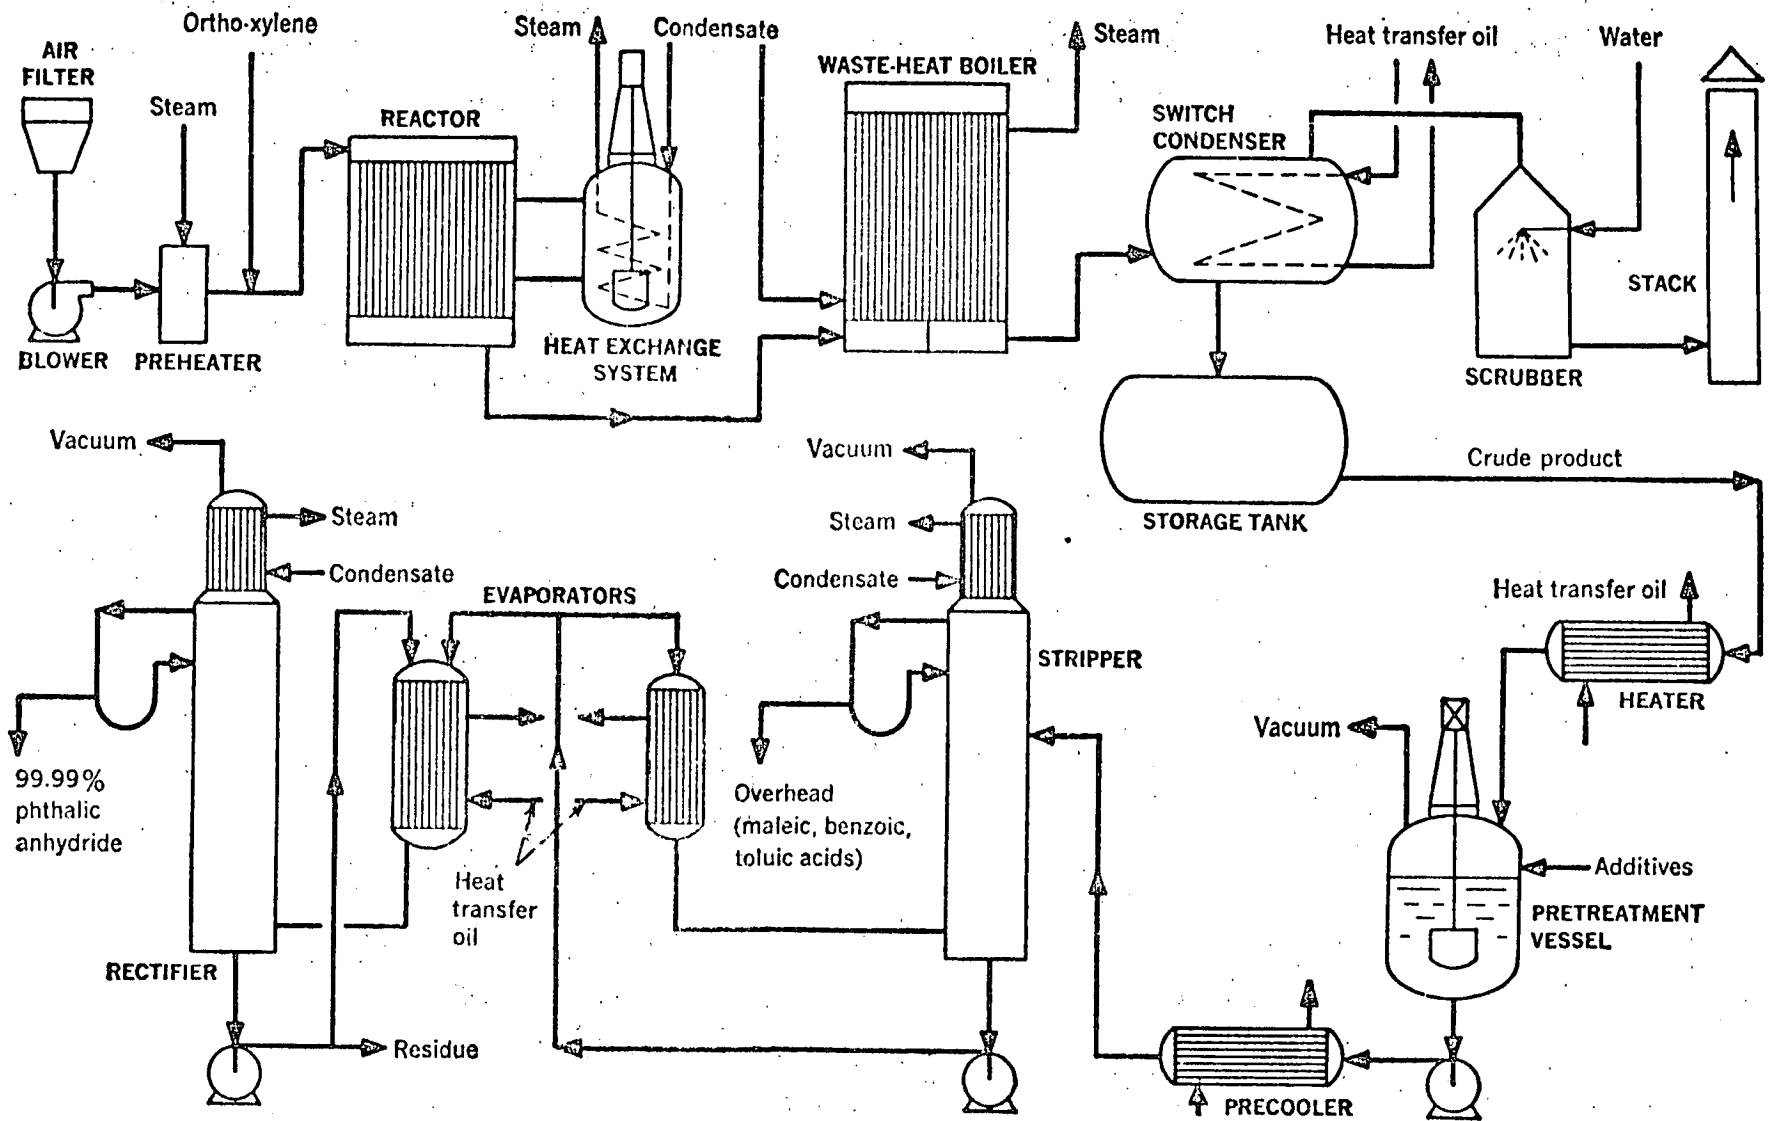 Ortho-xylene
Steam
Condensate
Steam
Heat transfer oil
Water
AIR
FILTER
WASTE-HEAT BOILER
Steam
REACTOR
SWITCH
CONDENSER
STACK
BLOWER
PREHEATER
HEAT EXCHANGE
SYSTEM
SCRUBBER
Vacuum
Vacuum
Crude product
Steam
Steam
STORAGE TANK
Condensate
Condensate
EVAPORATORS
Heat transfer oil
STRIPPER
HEATER
Vacuum
99.99%
phthalic
anhydride
Overhead
(maleic, benzoic,
toluic acids)
Additives
Heat
transfer
oil
PRETREATMENT
VESSEL
RECTIFIER
Residue
PRECOOLER